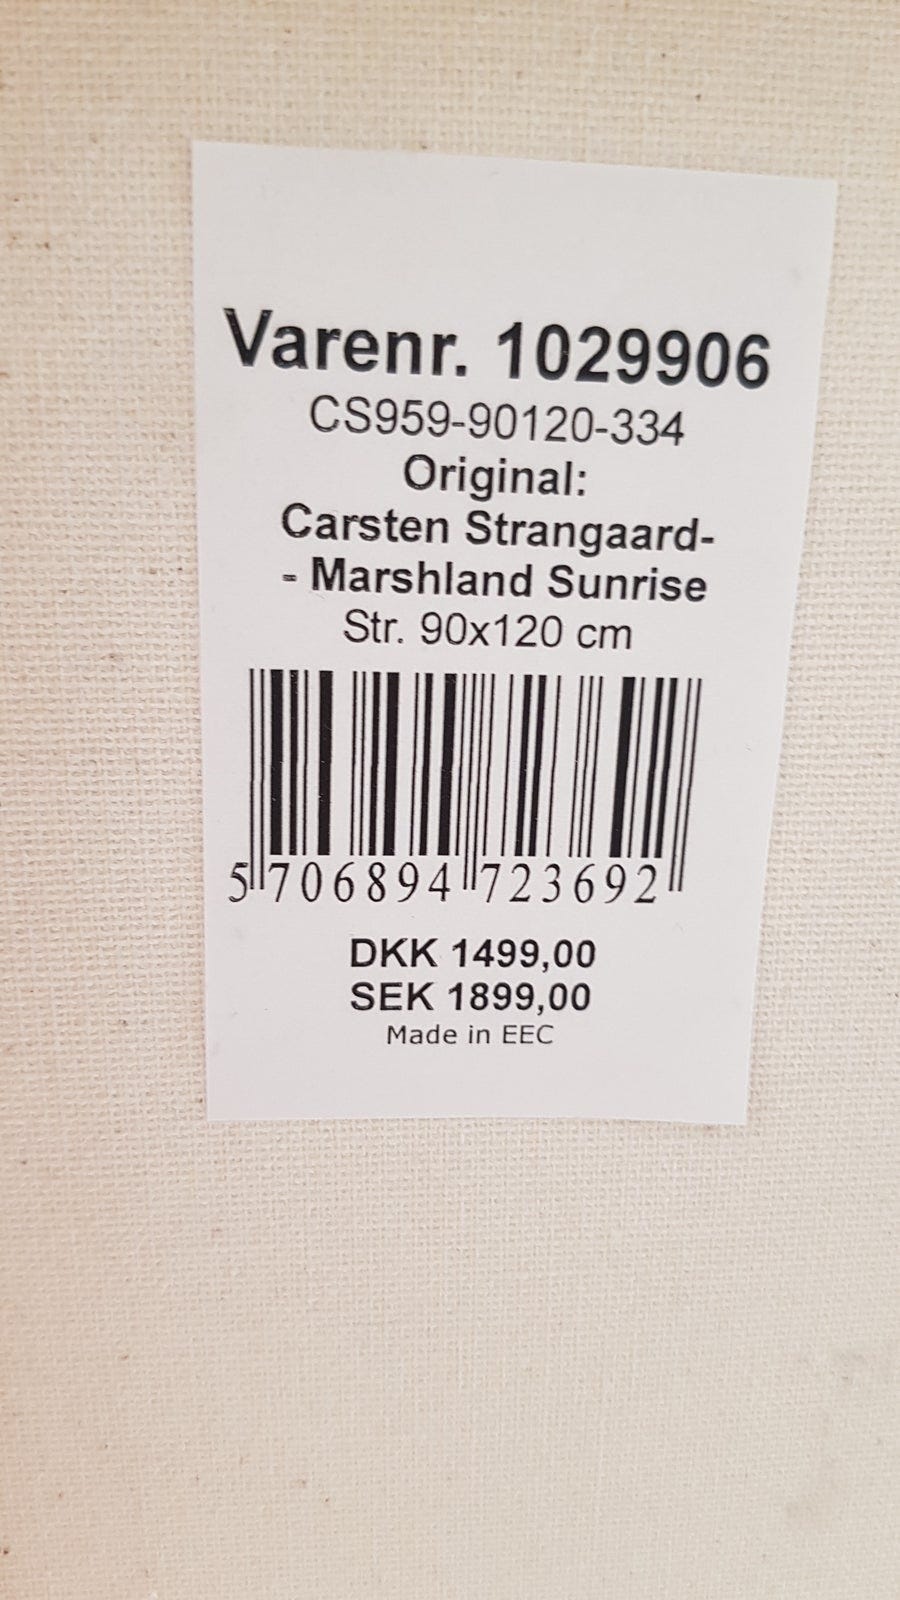 Varenr. 1029906
CS959-90120-334
Original:
Carsten Strangaard-
- Marshland Sunrise
Str. 90x120 cm
5 706894 723692
DKK 1499,00
SEK 1899,00
Made in EEC